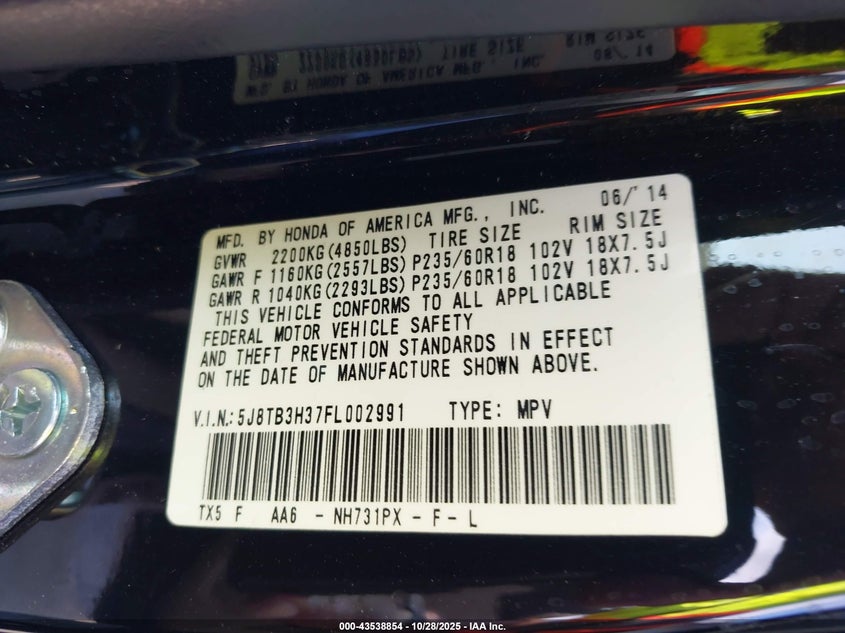 MFD. BY HONDA OF AMERICA MFG., INC. 06/'14
GVWR 2200KG(4850LBS) TIRE SIZE RIM SIZE
GAWR F 1160KG(2557LBS)P235/60R18 102V 18X7.5J
GAWR R 1040KG(2293LBS)P235/60R18 102V 18X7.5J
THIS VEHICLE CONFORMS TO ALL APPLICABLE
FEDERAL MOTOR VEHICLE SAFETY
AND THEFT PREVENTION STANDARDS IN EFFECT
ON THE DATE OF MANUFACTURE SHOWN ABOVE.
V.I.N.: 5J8TB3H37FL002991 TYPE: MPV
TX5 F AA6 - NH731PX - F - L
000-43538854 - 10/28/2025 - IAA Inc.